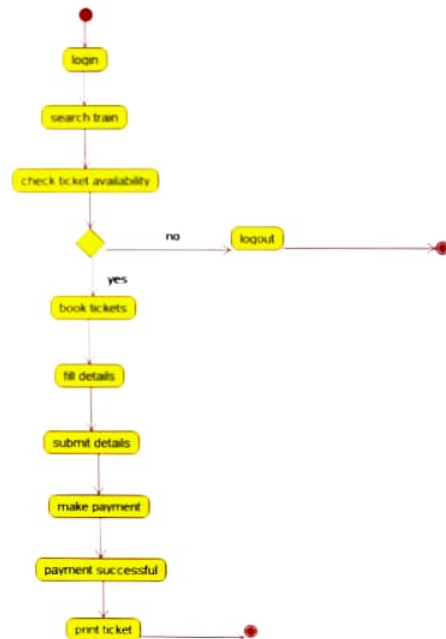 login
search train
check ticket availability
no
logout
yes
book tickets
fill details
submit details
make payment
payment successful
print ticket